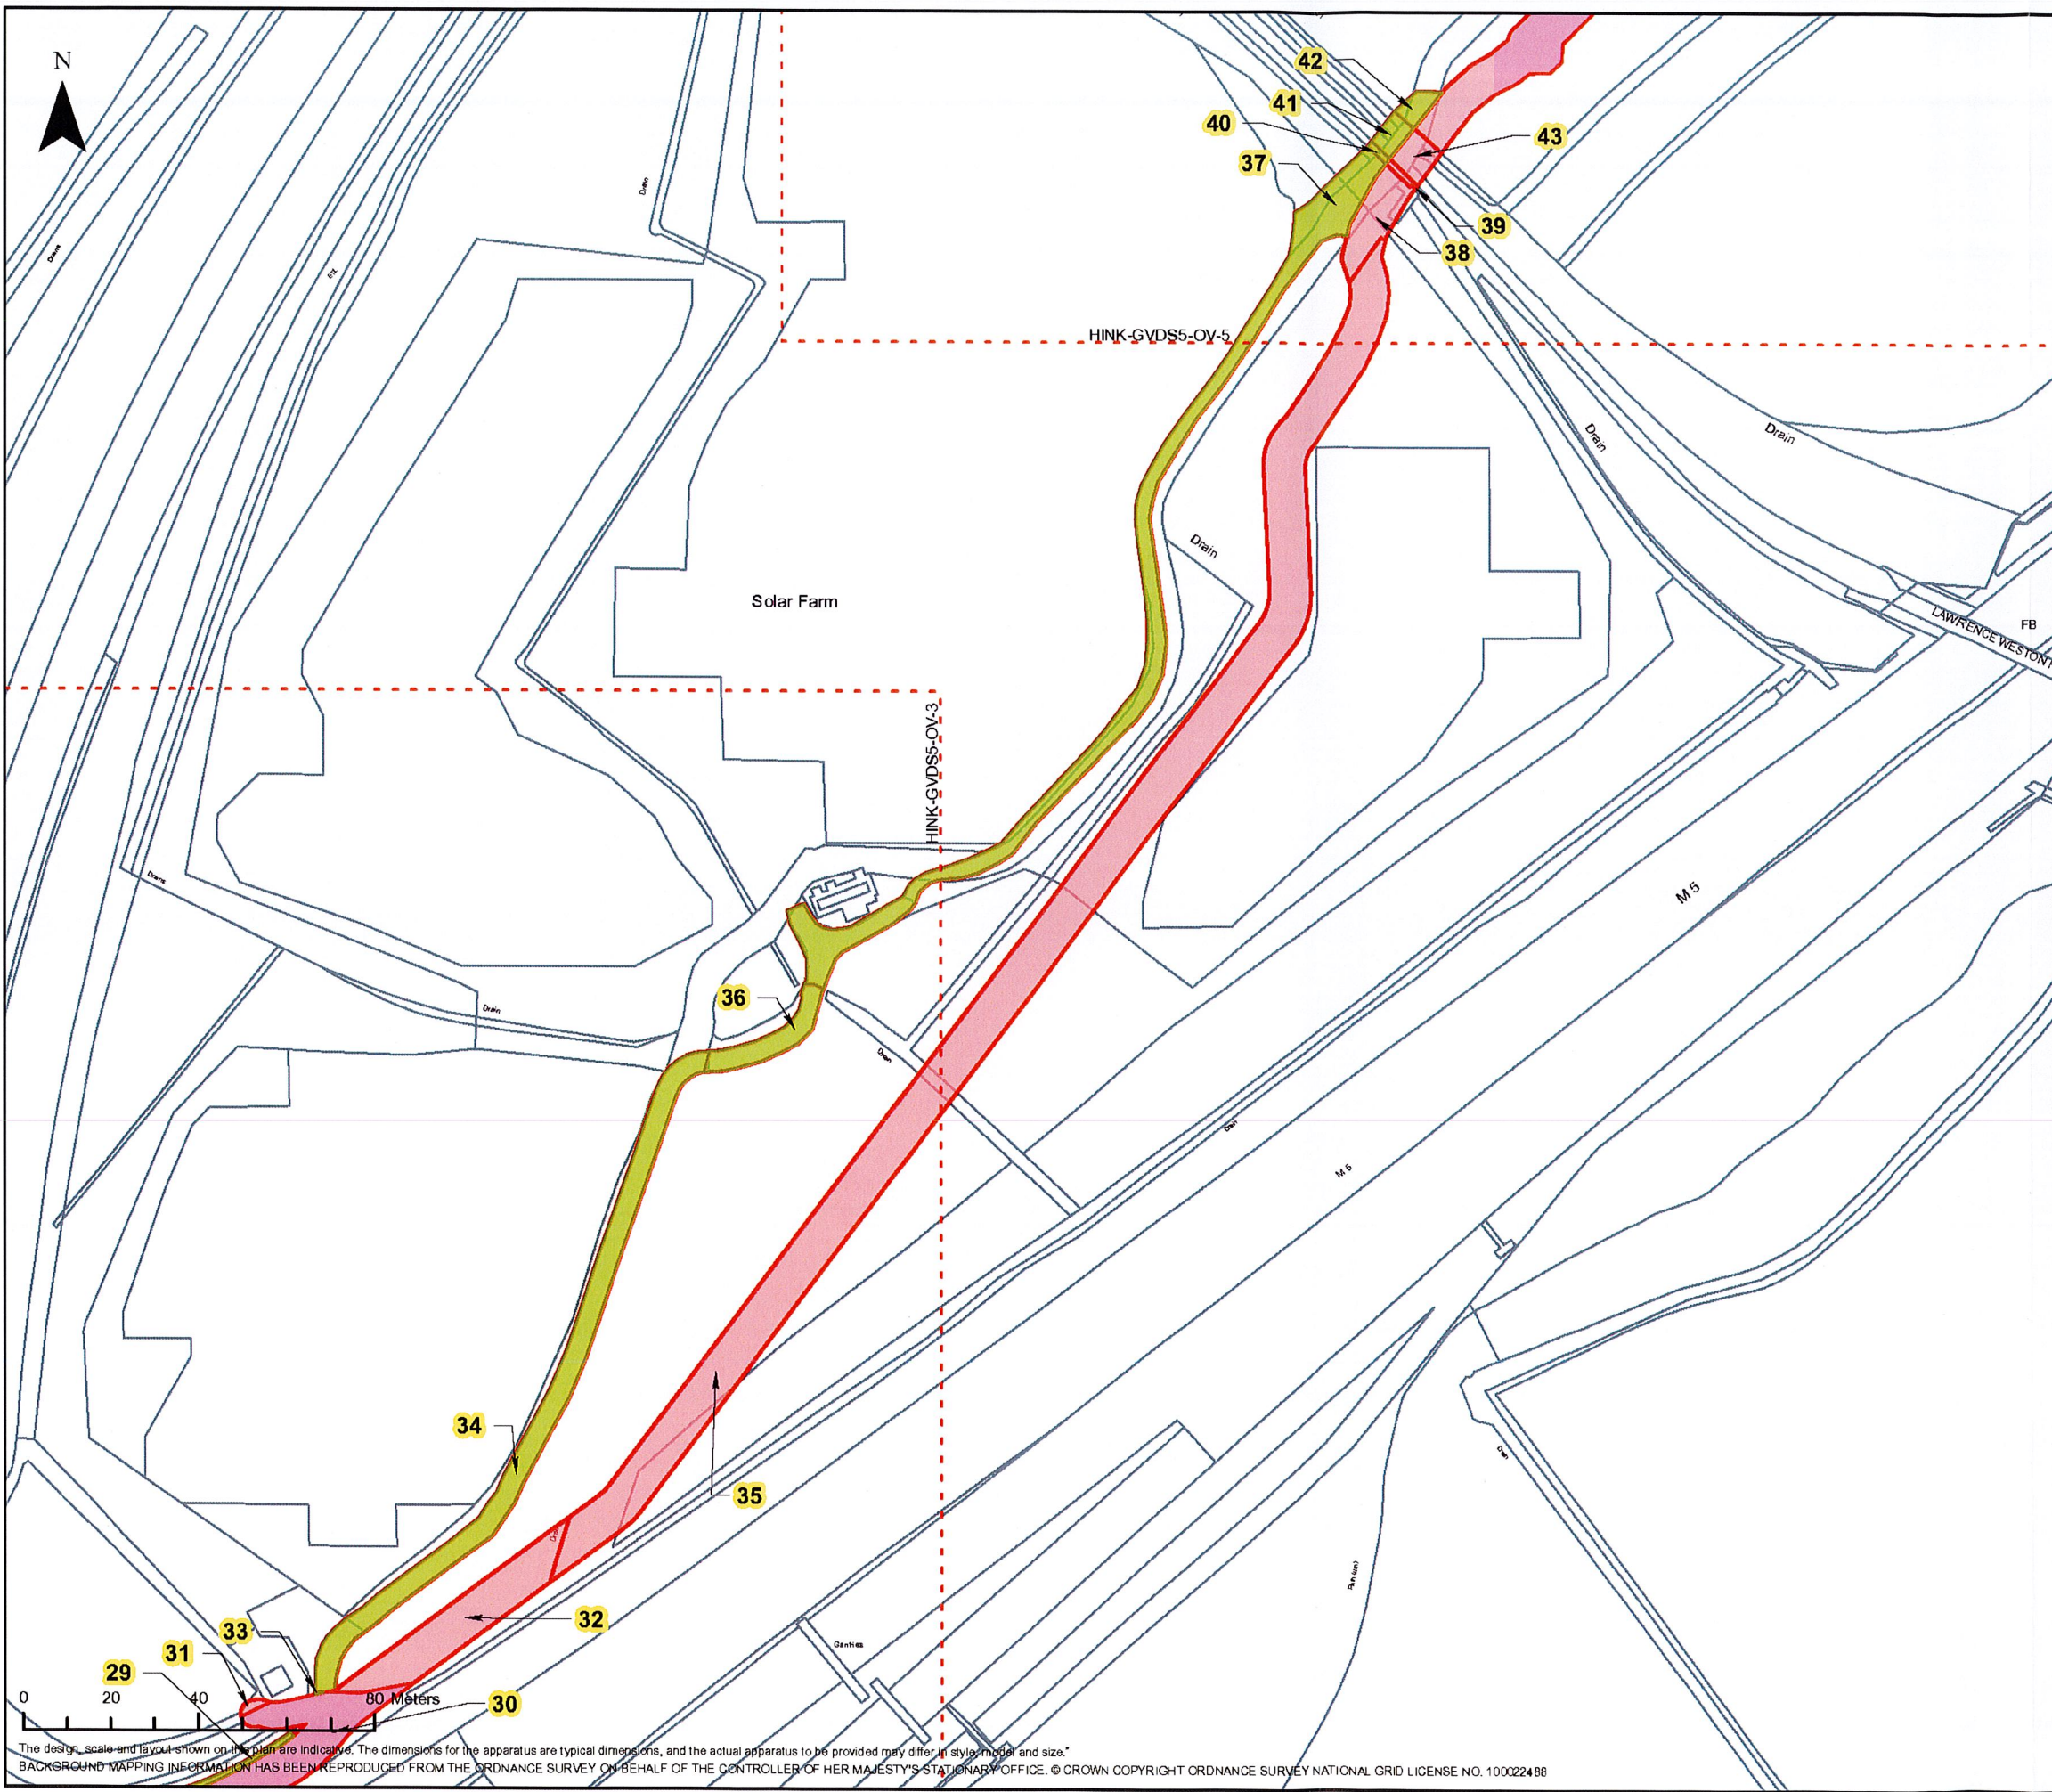 N
42
41
40
43
37
39
38
Drain
Drains
HINK-GVDS5-OV-5
Drain
Drain
Drain
Solar Farm
LAWRENCE WESTON
FB
HINK-GVDS5-OV-3
Drains
M 5
36
Drain
Drain
Drain
M 5
34
35
Drain
33
32
31
Gantries
29
30
0 20 40 80 Meters
The design, scale and layout shown on this plan are indicative. The dimensions for the apparatus are typical dimensions, and the actual apparatus to be provided may differ in style, model and size."
BACKGROUND MAPPING INFORMATION HAS BEEN REPRODUCED FROM THE ORDNANCE SURVEY ON BEHALF OF THE CONTROLLER OF HER MAJESTY'S STATIONARY OFFICE. © CROWN COPYRIGHT ORDNANCE SURVEY NATIONAL GRID LICENSE NO. 100022488